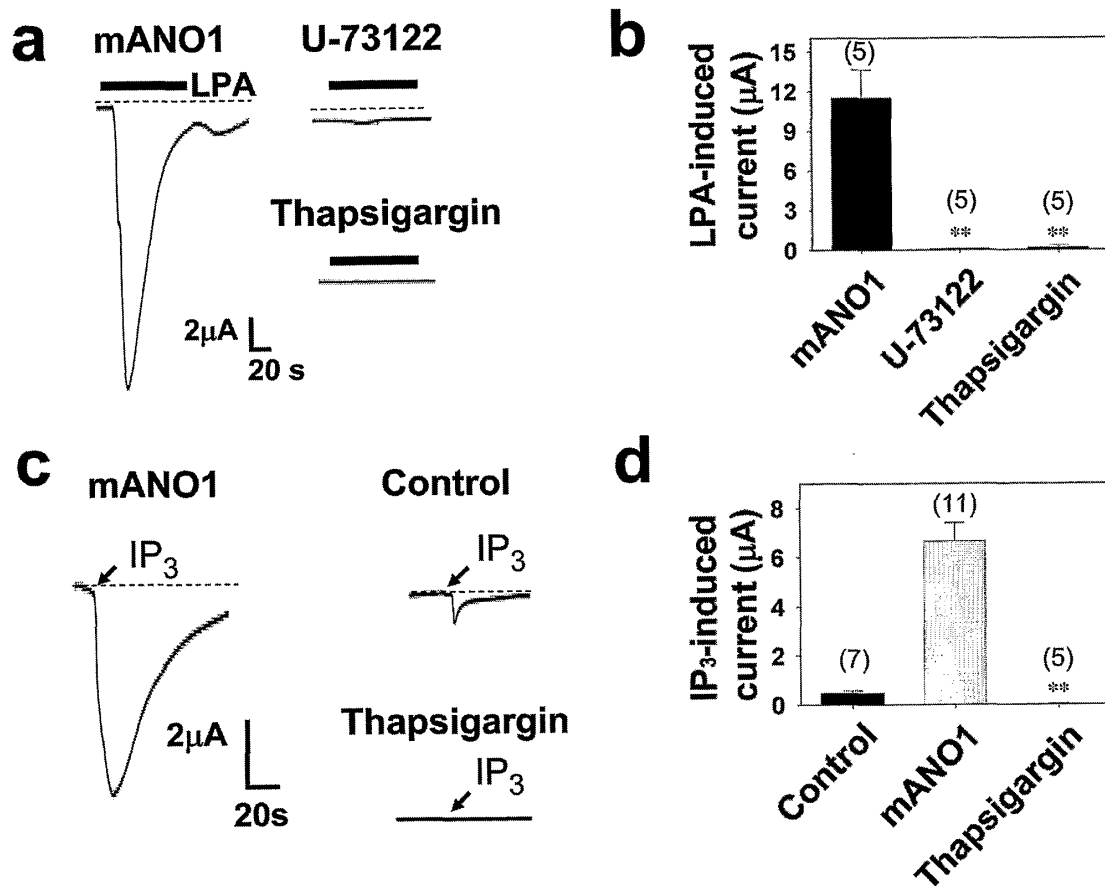 a
mANO1
U-73122
LPA
Thapsigargin
2μA
20 s
b
LPA-induced
current (μA)
15
12
9
6
3
0
(5)
(5)
(5)
**
**
mANO1
U-73122
Thapsigargin
c
mANO1
Control
IP3
IP3
Thapsigargin
IP3
2μA
20s
d
IP3-induced
current (μA)
8
6
4
2
0
(7)
(11)
(5)
**
Control
mANO1
Thapsigargin